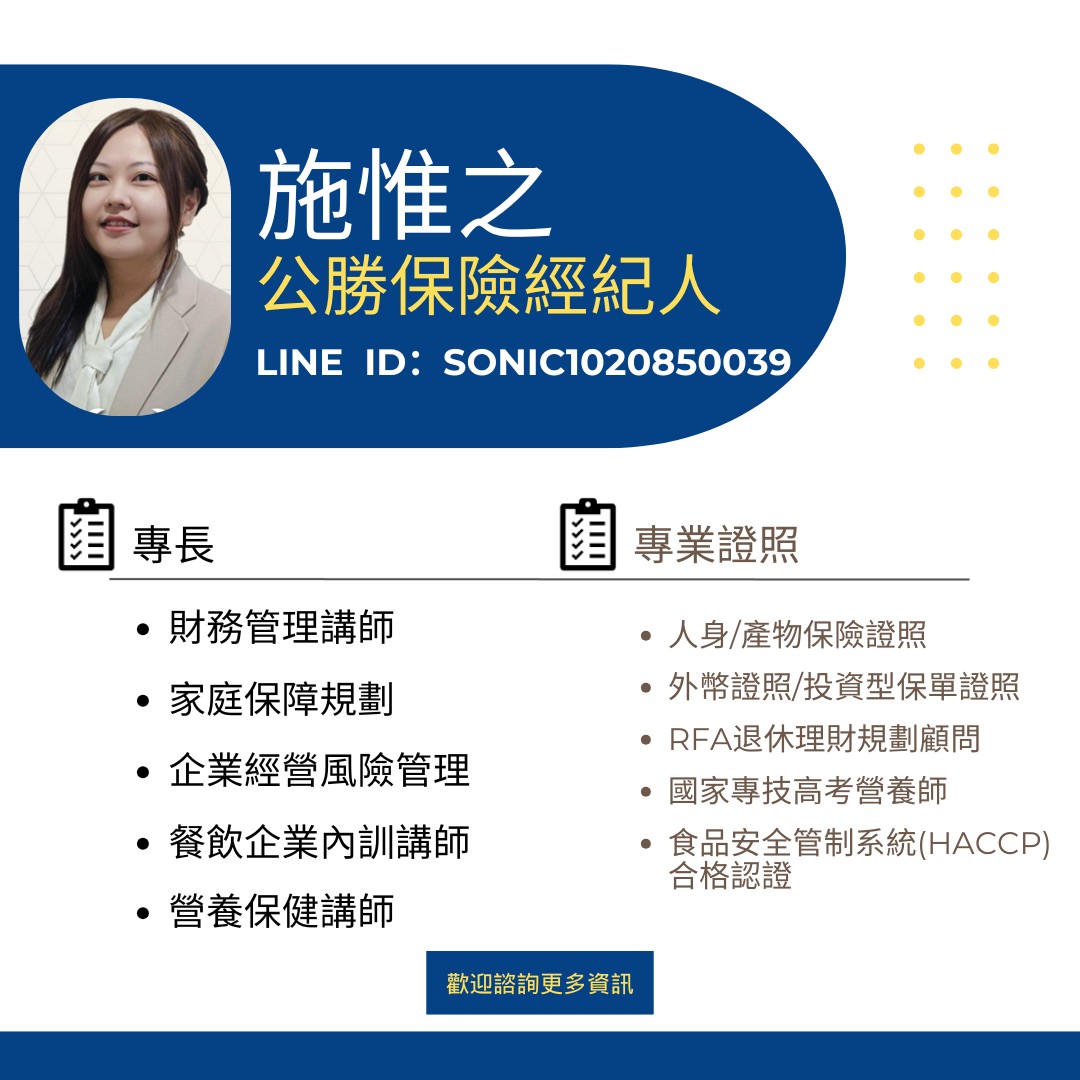 施惟之
公勝保險經紀人
LINE ID：SONIC1020850039
專長
財務管理講師
家庭保障規劃
企業經營風險管理
餐飲企業內訓講師
營養保健講師
專業證照
人身/產物保險證照
外幣證照/投資型保單證照
RFA退休理財規劃顧問
國家專技高考營養師
食品安全管制系統(HACCP)
合格認證
歡迎諮詢更多資訊